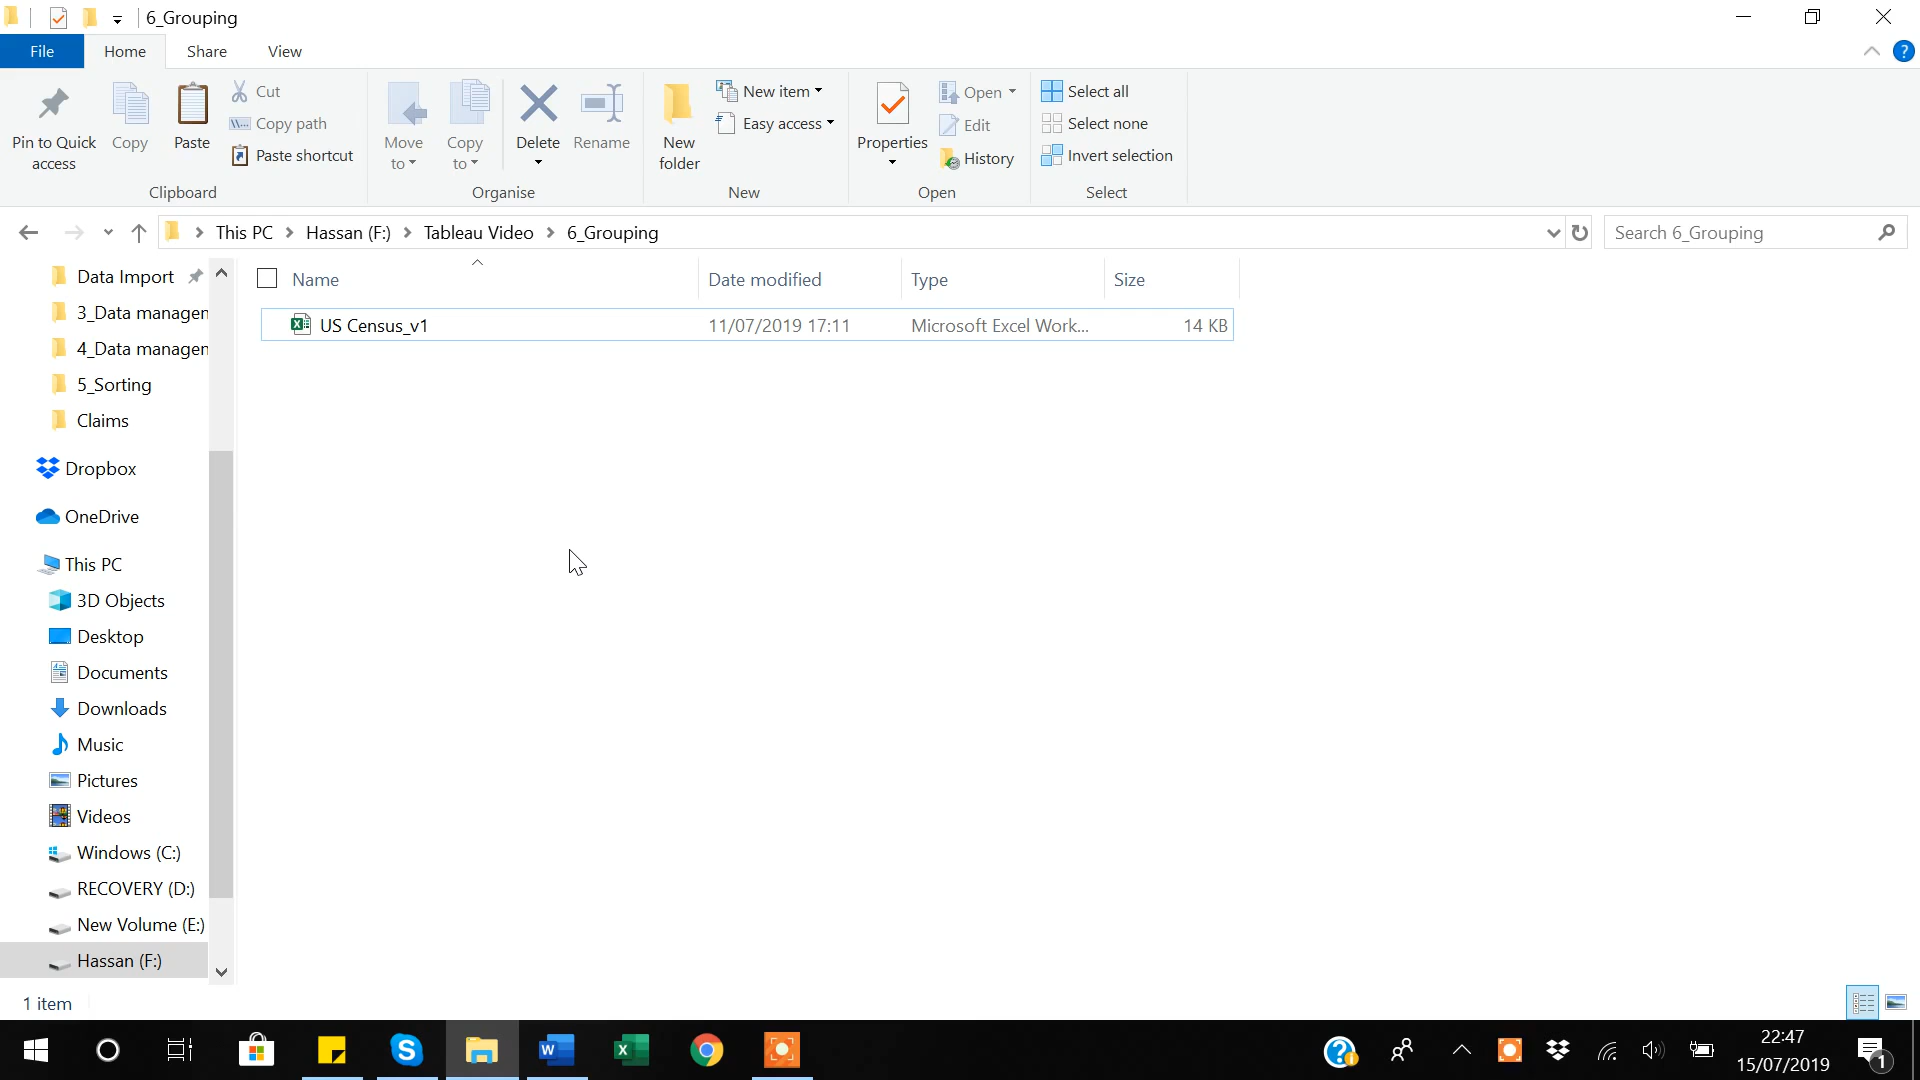 6_Grouping
File
Home
Share
View
Pin to Quick access
Copy
Paste
Cut
Copy path
Paste shortcut
Clipboard
Move to
Copy to
Delete
Rename
Organise
New folder
New item
Easy access
New
Properties
Open
Edit
History
Open
Select all
Select none
Invert selection
Select
This PC > Hassan (F:) > Tableau Video > 6_Grouping
Search 6_Grouping
Data Import
3_Data managen
4_Data managen
5_Sorting
Claims
Dropbox
OneDrive
This PC
3D Objects
Desktop
Documents
Downloads
Music
Pictures
Videos
Windows (C:)
RECOVERY (D:)
New Volume (E:)
Hassan (F:)
Name Date modified Type Size
US Census_v1 11/07/2019 17:11 Microsoft Excel Work... 14 KB
1 item
22:47
15/07/2019
1